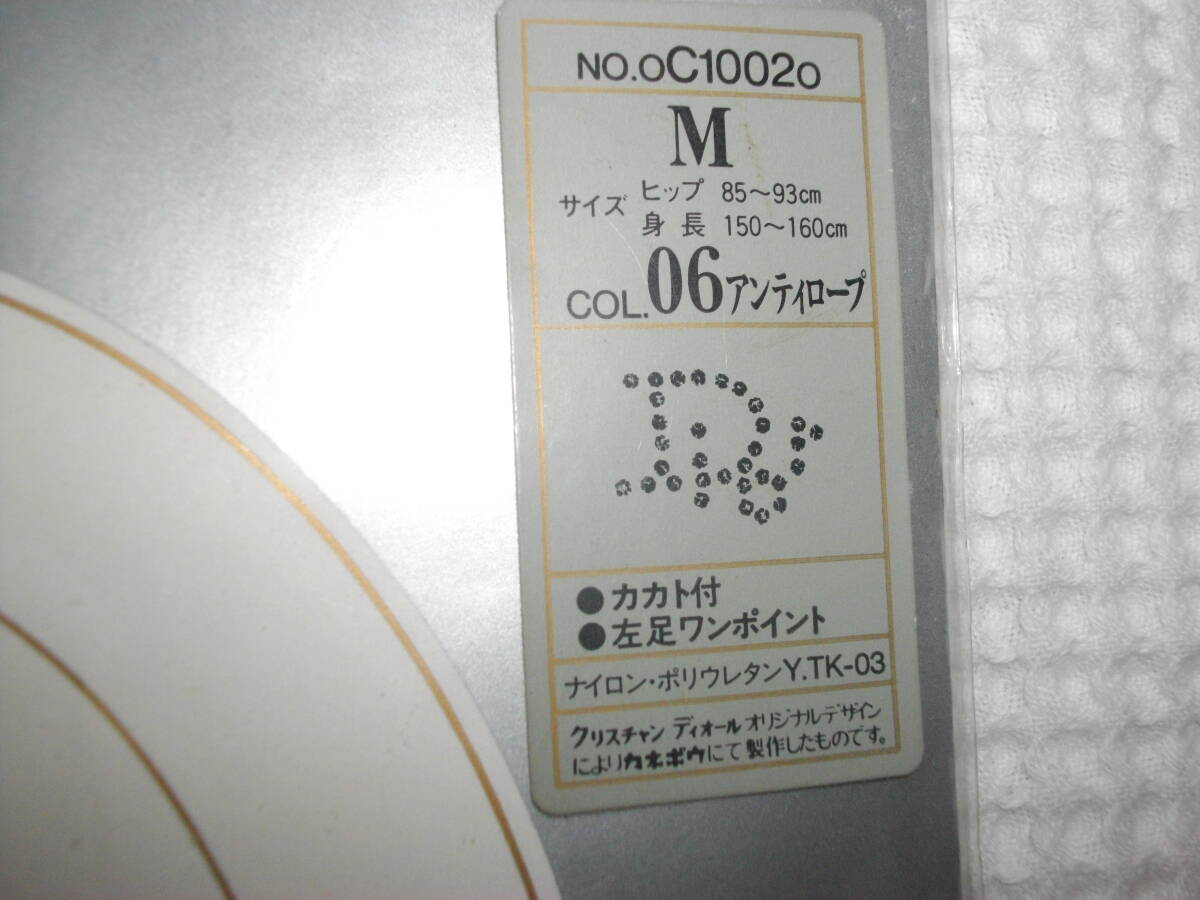 NO.OC10020
M
サイズ ヒップ 85〜93cm
身長 150〜160cm
COL.06アンティロープ
●カカト付
●左足ワンポイント
ナイロン・ポリウレタンY.TK-03
クリスチャン ディオール オリジナルデザイン
によりカネボウにて製作したものです。